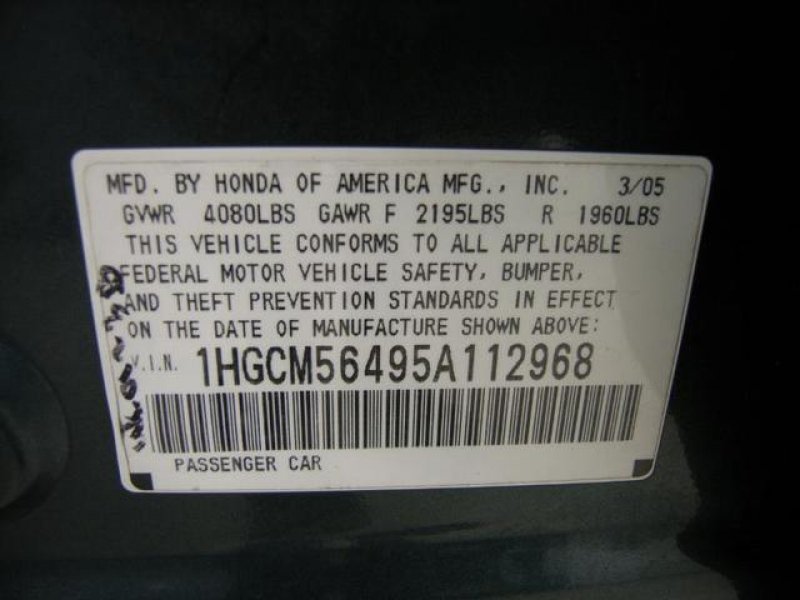 MFD. BY HONDA OF AMERICA MFG., INC. 3/05
GVWR 4080LBS GAWR F 2195LBS R 1960LBS
THIS VEHICLE CONFORMS TO ALL APPLICABLE
FEDERAL MOTOR VEHICLE SAFETY, BUMPER,
AND THEFT PREVENTION STANDARDS IN EFFECT
ON THE DATE OF MANUFACTURE SHOWN ABOVE:
V.I.N. 1HGCM56495A112968
PASSENGER CAR